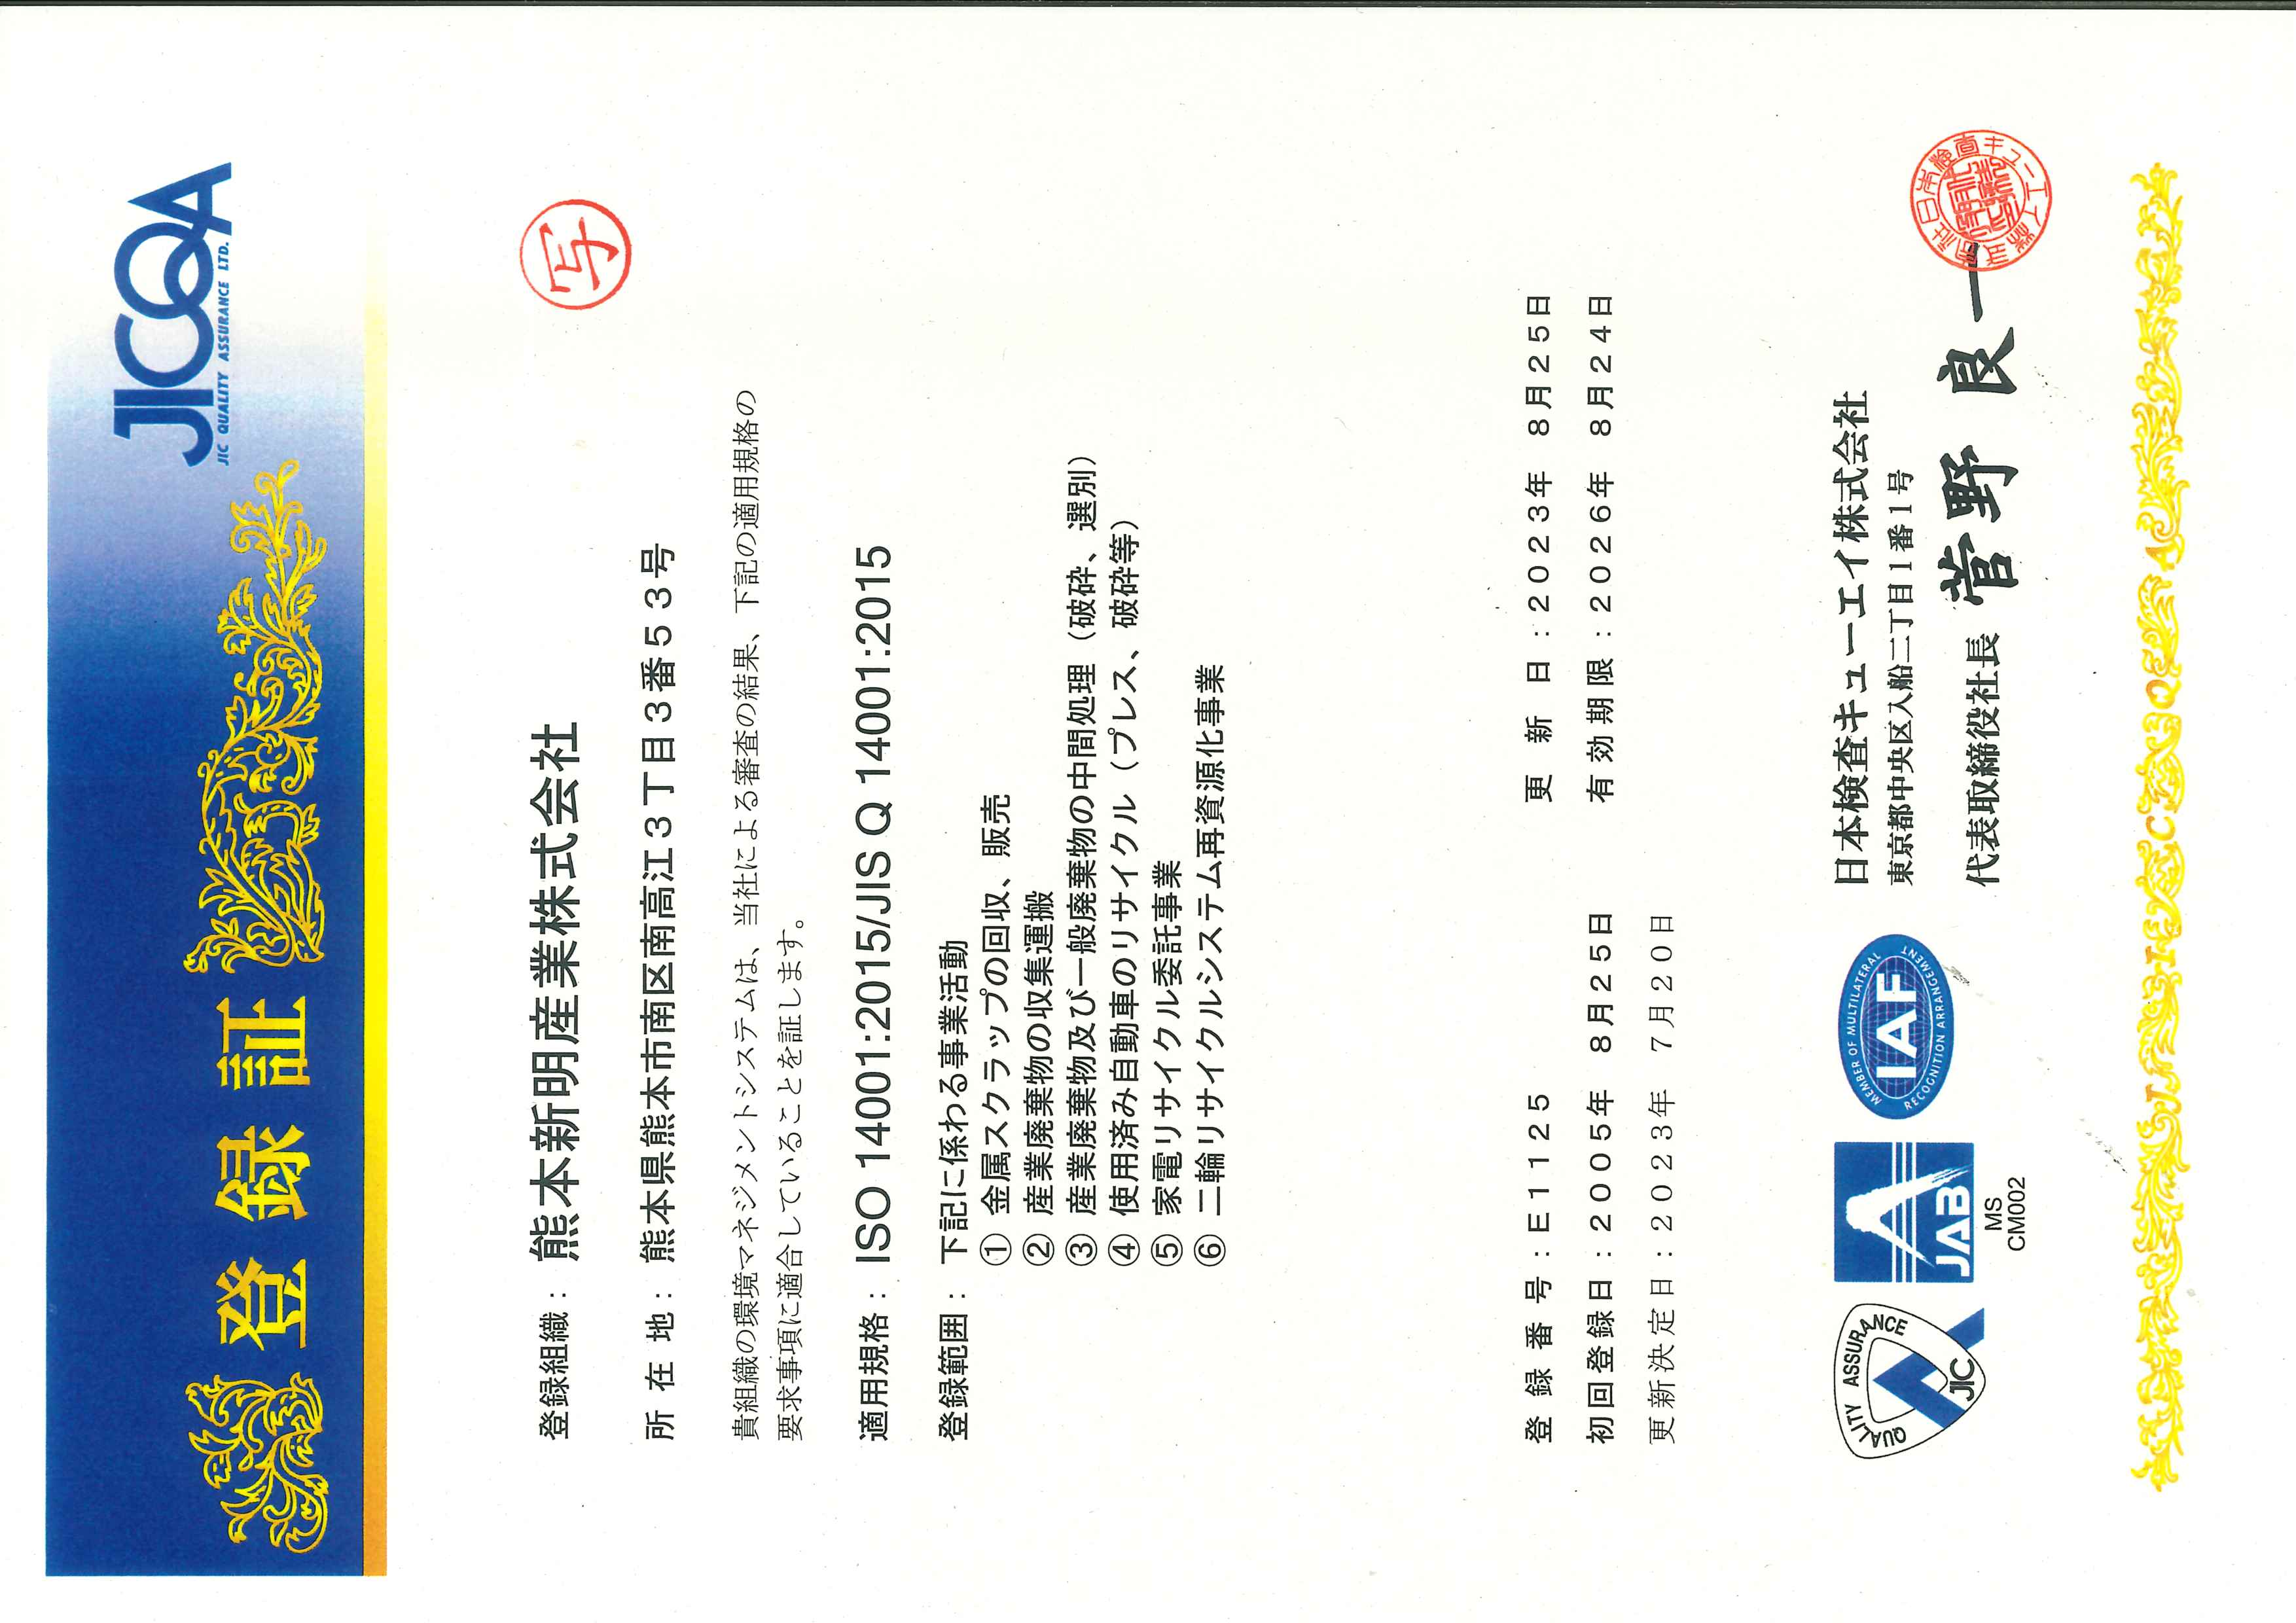 登録証
JICQA
JIC QUALITY ASSURANCE LTD.
写
登録組織： 熊本新明産業株式会社
所 在 地： 熊本県熊本市南区南高江３丁目３番５３号
貴組織の環境マネジメントシステムは、当社による審査の結果、下記の適用規格の
要求事項に適合していることを証します。
適用規格： ISO 14001:2015/JIS Q 14001:2015
登録範囲： 下記に係わる事業活動
① 金属スクラップの回収、販売
② 産業廃棄物の収集運搬
③ 産業廃棄物及び一般廃棄物の中間処理（破砕、選別）
④ 使用済み自動車のリサイクル（プレス、破砕等）
⑤ 家電リサイクル委託事業
⑥ 二輪リサイクルシステム再資源化事業
登 録 番 号：Ｅ１１２５ 更 新 日：２０２３年 ８月２５日
初回登録日：２００５年 ８月２５日 有 効 期 限：２０２６年 ８月２４日
更新決定日：２０２３年 ７月２０日
QUALITY ASSURANCE
JIC
JAB
MS
CM002
MEMBER OF MULTILATERAL
IAF
RECOGNITION ARRANGEMENT
日本検査キューエイ株式会社
東京都中央区入船二丁目1番1号
代表取締役社長 菅野 良一